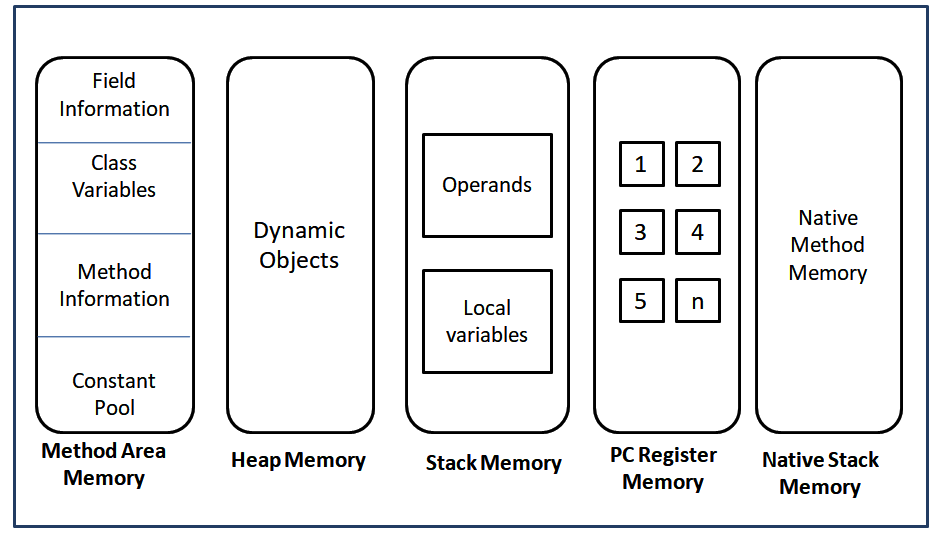 Field
Information
Class
Variables
Method
Information
Constant
Pool
Method Area
Memory
Dynamic
Objects
Heap Memory
Operands
Local
variables
Stack Memory
1 2
3 4
5 n
PC Register
Memory
Native
Method
Memory
Native Stack
Memory